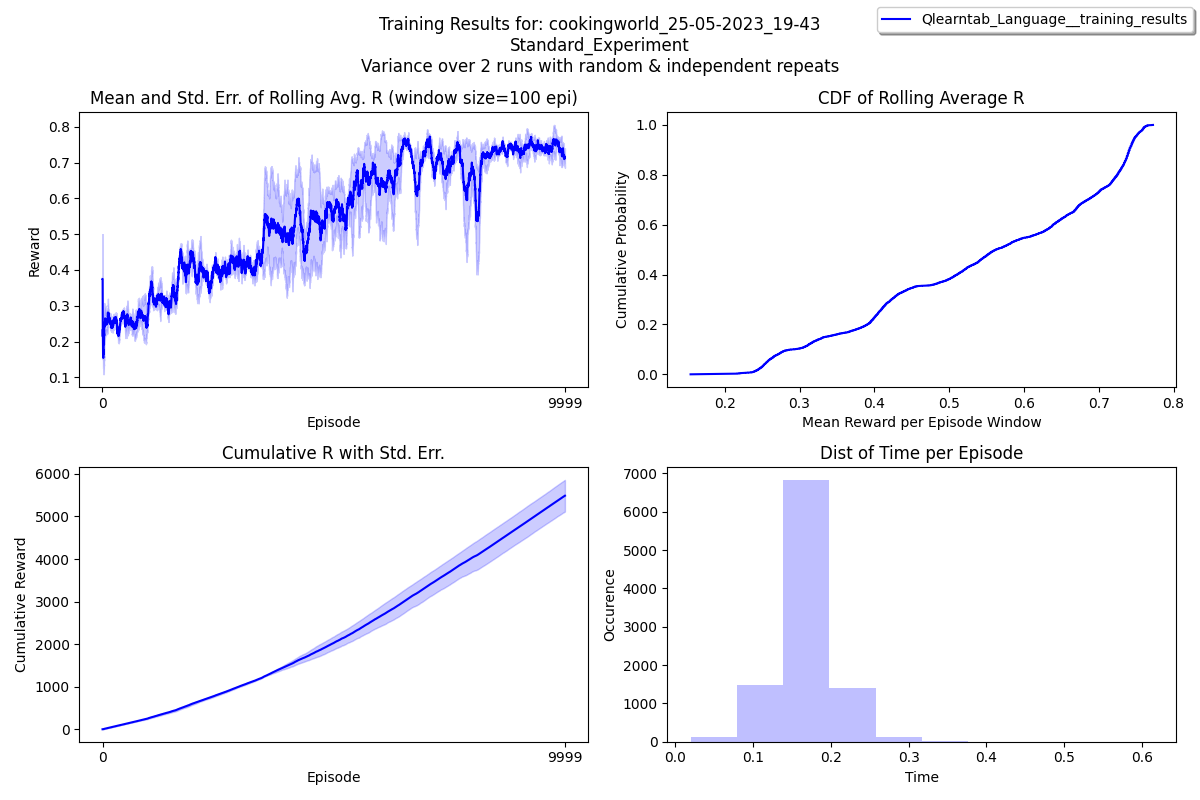 Training Results for: cookingworld_25-05-2023_19-43
Standard_Experiment
Variance over 2 runs with random & independent repeats
Qlearntab_Language__training_results
Mean and Std. Err. of Rolling Avg. R (window size=100 epi)
Reward
0.8
0.7
0.6
0.5
0.4
0.3
0.2
0.1
0
9999
Episode
CDF of Rolling Average R
Cumulative Probability
1.0
0.8
0.6
0.4
0.2
0.0
0.2
0.3
0.4
0.5
0.6
0.7
0.8
Mean Reward per Episode Window
Cumulative R with Std. Err.
Cumulative Reward
6000
5000
4000
3000
2000
1000
0
0
9999
Episode
Dist of Time per Episode
Occurence
7000
6000
5000
4000
3000
2000
1000
0
0.0
0.1
0.2
0.3
0.4
0.5
0.6
Time